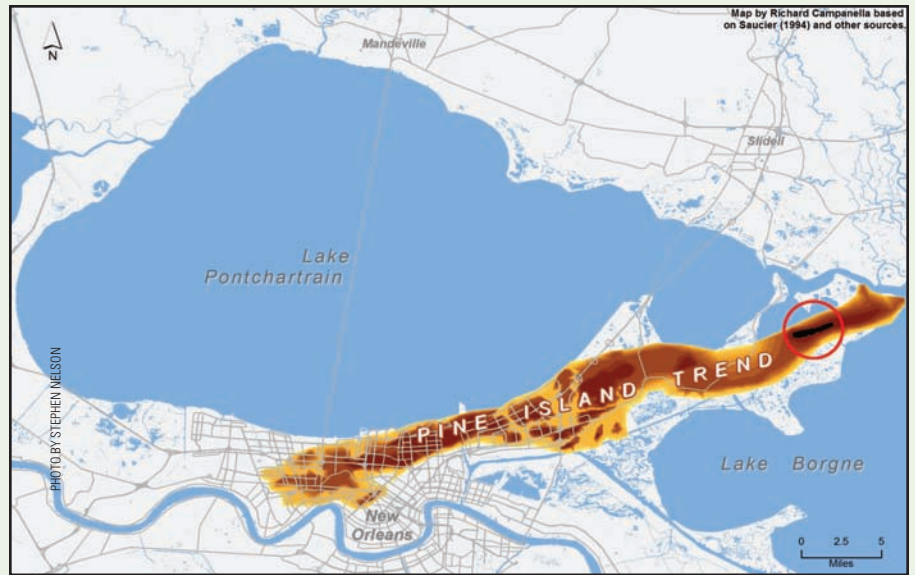 Map by Richard Campanella based
on Saucier (1994) and other sources.
N
Mandeville
Slidell
Lake
Pontchartrain
PINE ISLAND TREND
PHOTO BY STEPHEN NELSON
Lake Borgne
New
Orleans
0 2.5 5
Miles